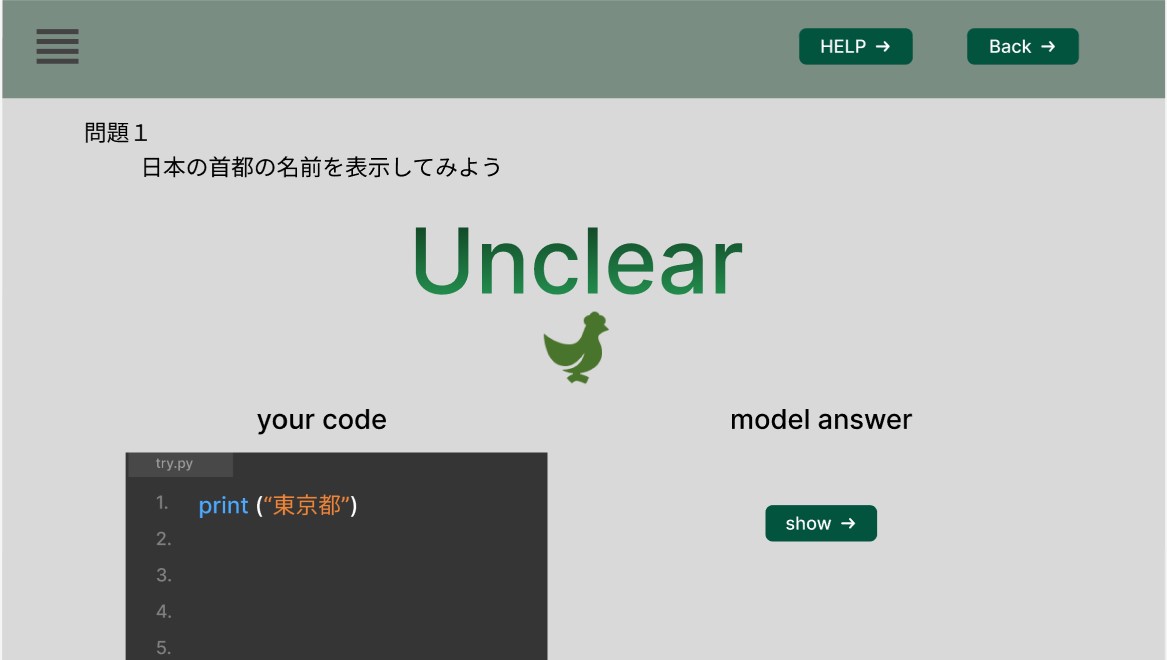 HELP → Back →
問題１
日本の首都の名前を表示してみよう
Unclear
your code model answer
try.py
1. print (“東京都”)
show →
2.
3.
4.
5.